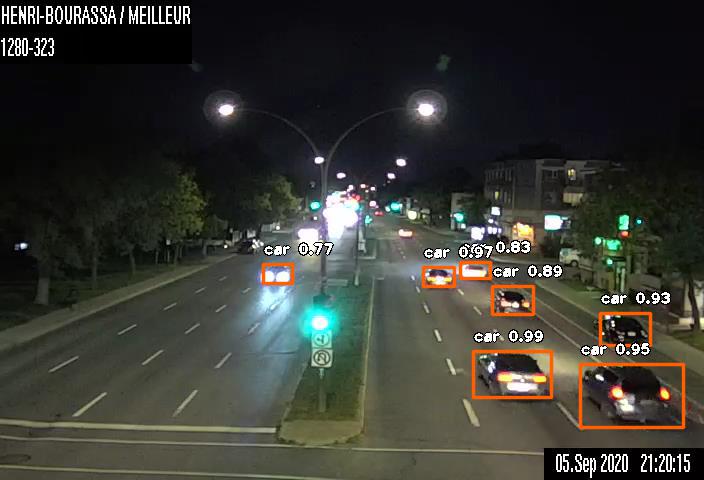 HENRI-BOURASSA / MEILLEUR
1280-323
car 0.77
car 0.97
0.83
car 0.89
car 0.93
car 0.99
car 0.95
05.Sep 2020 21:20:15